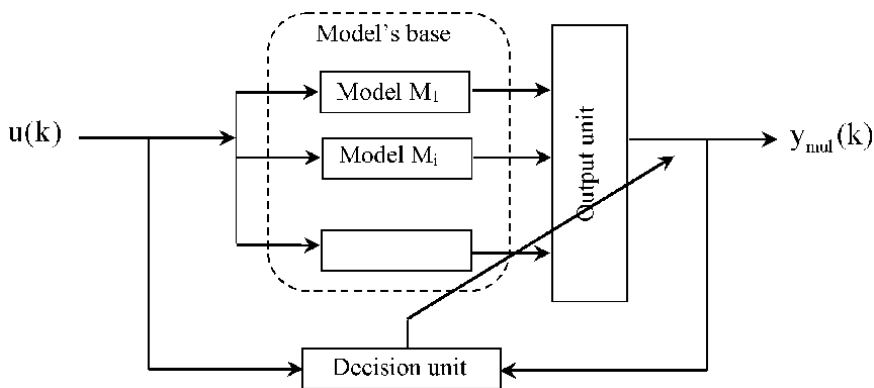 Model's base
Model M₁
u(k)
Model Mᵢ
Output unit
yₘᵤₗ(k)
Decision unit